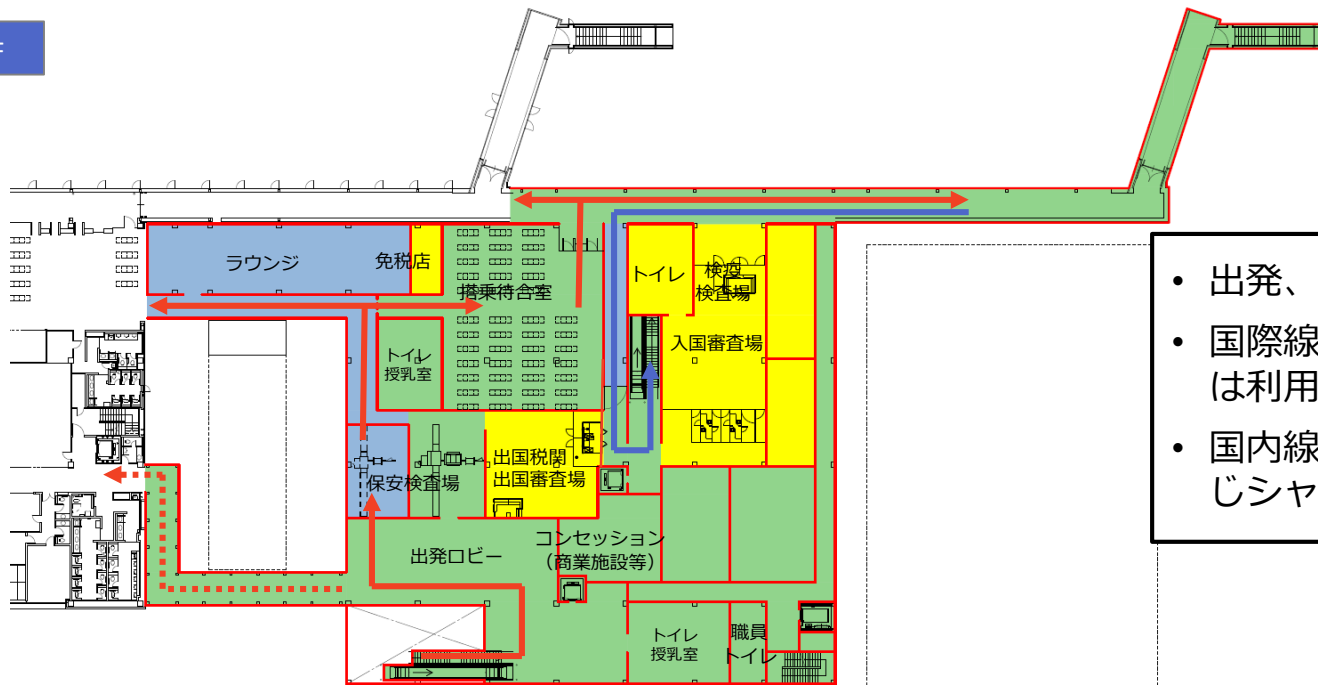 ラウンジ
免税店
搭乗待合室
トイレ
検疫
検査場
入国審査場
トイレ
授乳室
出国税関
出国審査場
保安検査場
出発ロビー
コンセッション
（商業施設等）
トイレ
授乳室
職員
トイレ
• 出発、
• 国際線
は利用
• 国内線
じシャ